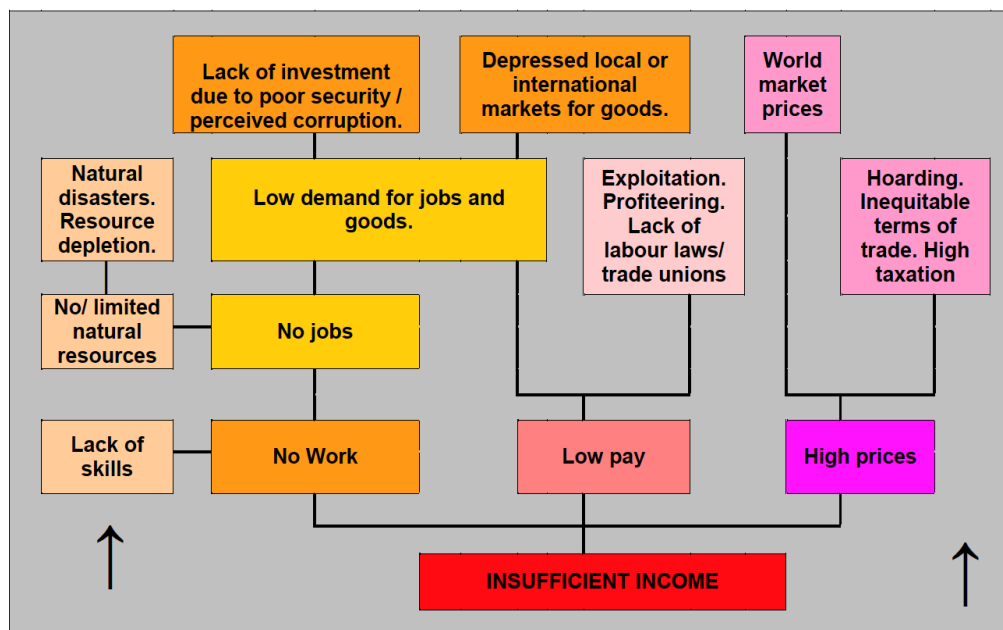 Lack of investment
due to poor security /
perceived corruption.
Depressed local or
international
markets for goods.
World
market
prices
Natural
disasters.
Resource
depletion.
Low demand for jobs and
goods.
Exploitation.
Profiteering.
Lack of
labour laws/
trade unions
Hoarding.
Inequitable
terms of
trade. High
taxation
No/ limited
natural
resources
No jobs
Lack of
skills
No Work
Low pay
High prices
INSUFFICIENT INCOME